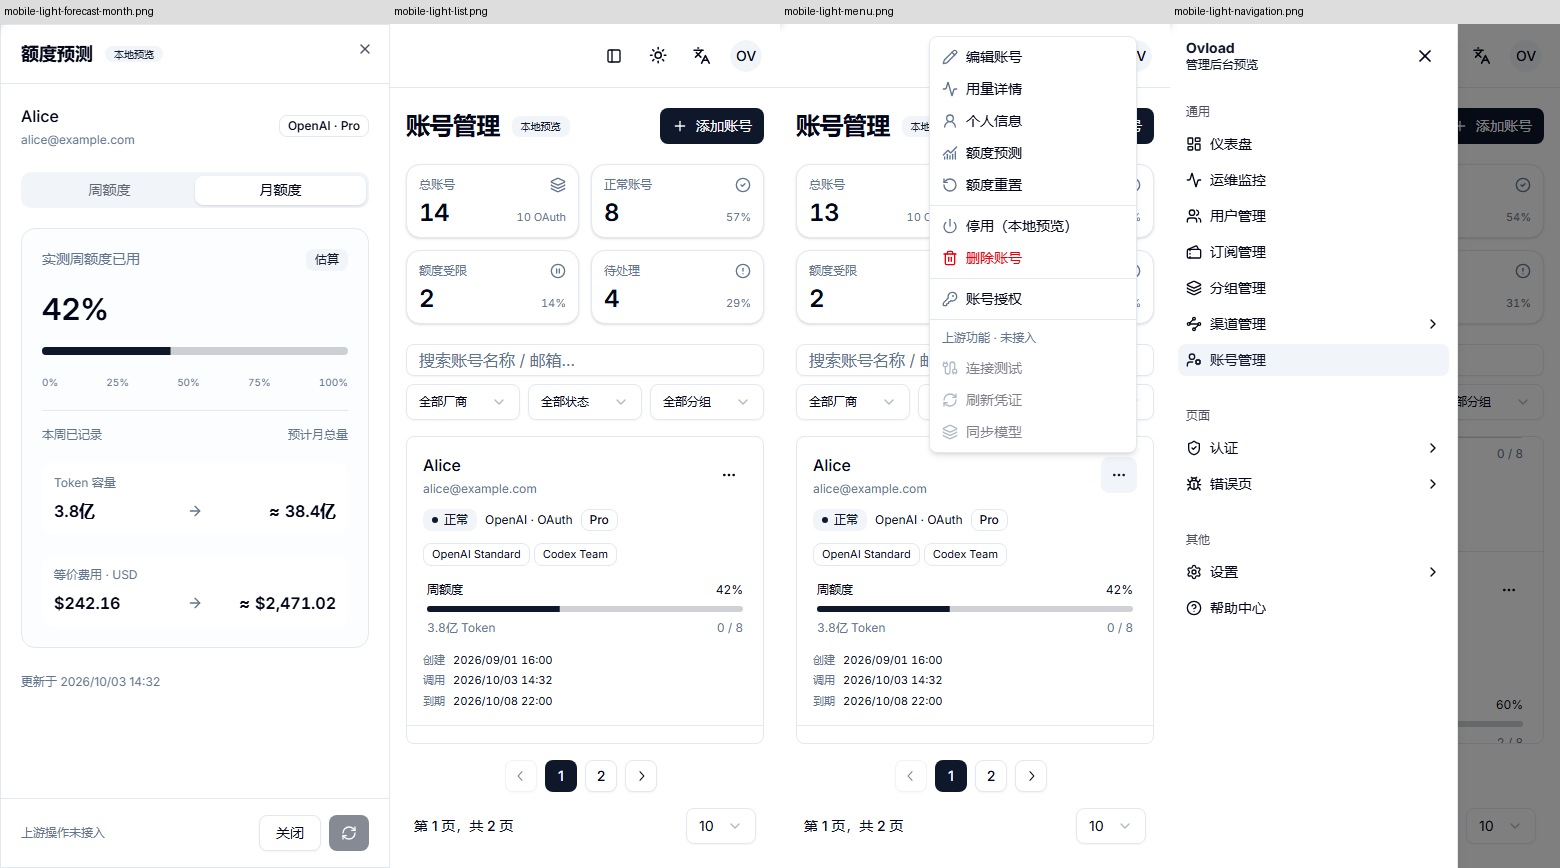 mobile-light-forecast-month.png
额度预测 本地预览
Alice
alice@example.com
OpenAI · Pro
周额度 月额度
实测周额度已用 估算
42%
0% 25% 50% 75% 100%
本周已记录 预计月总量
Token 容量
3.8亿 → ≈ 38.4亿
等价费用 · USD
$242.16 → ≈ $2,471.02
更新于 2026/10/03 14:32
上游操作未接入 关闭
mobile-light-list.png
OV
账号管理 本地预览 + 添加账号
总账号
14 10 OAuth
正常账号
8 57%
额度受限
2 14%
待处理
4 29%
搜索账号名称 / 邮箱...
全部厂商 全部状态 全部分组
Alice
alice@example.com
正常 OpenAI · OAuth Pro
OpenAI Standard Codex Team
周额度 42%
3.8亿 Token 0 / 8
创建 2026/09/01 16:00
调用 2026/10/03 14:32
到期 2026/10/08 22:00
1 2
第 1 页，共 2 页 10
mobile-light-menu.png
V
账号管理 本地
总账号
13 10 O
额度受限
2
搜索账号名称 / 邮
全部厂商
编辑账号
用量详情
个人信息
额度预测
额度重置
停用（本地预览）
删除账号
账号授权
上游功能 · 未接入
连接测试
刷新凭证
同步模型
Alice
alice@example.com
正常 OpenAI · OAuth Pro
OpenAI Standard Codex Team
周额度 42%
3.8亿 Token 0 / 8
创建 2026/09/01 16:00
调用 2026/10/03 14:32
到期 2026/10/08 22:00
1 2
第 1 页，共 2 页 10
mobile-light-navigation.png
Ovload
管理后台预览
通用
仪表盘
运维监控
用户管理
订阅管理
分组管理
渠道管理
账号管理
页面
认证
错误页
其他
设置
帮助中心
OV
+ 添加账号
54%
31%
部分组
0 / 8
60%
10